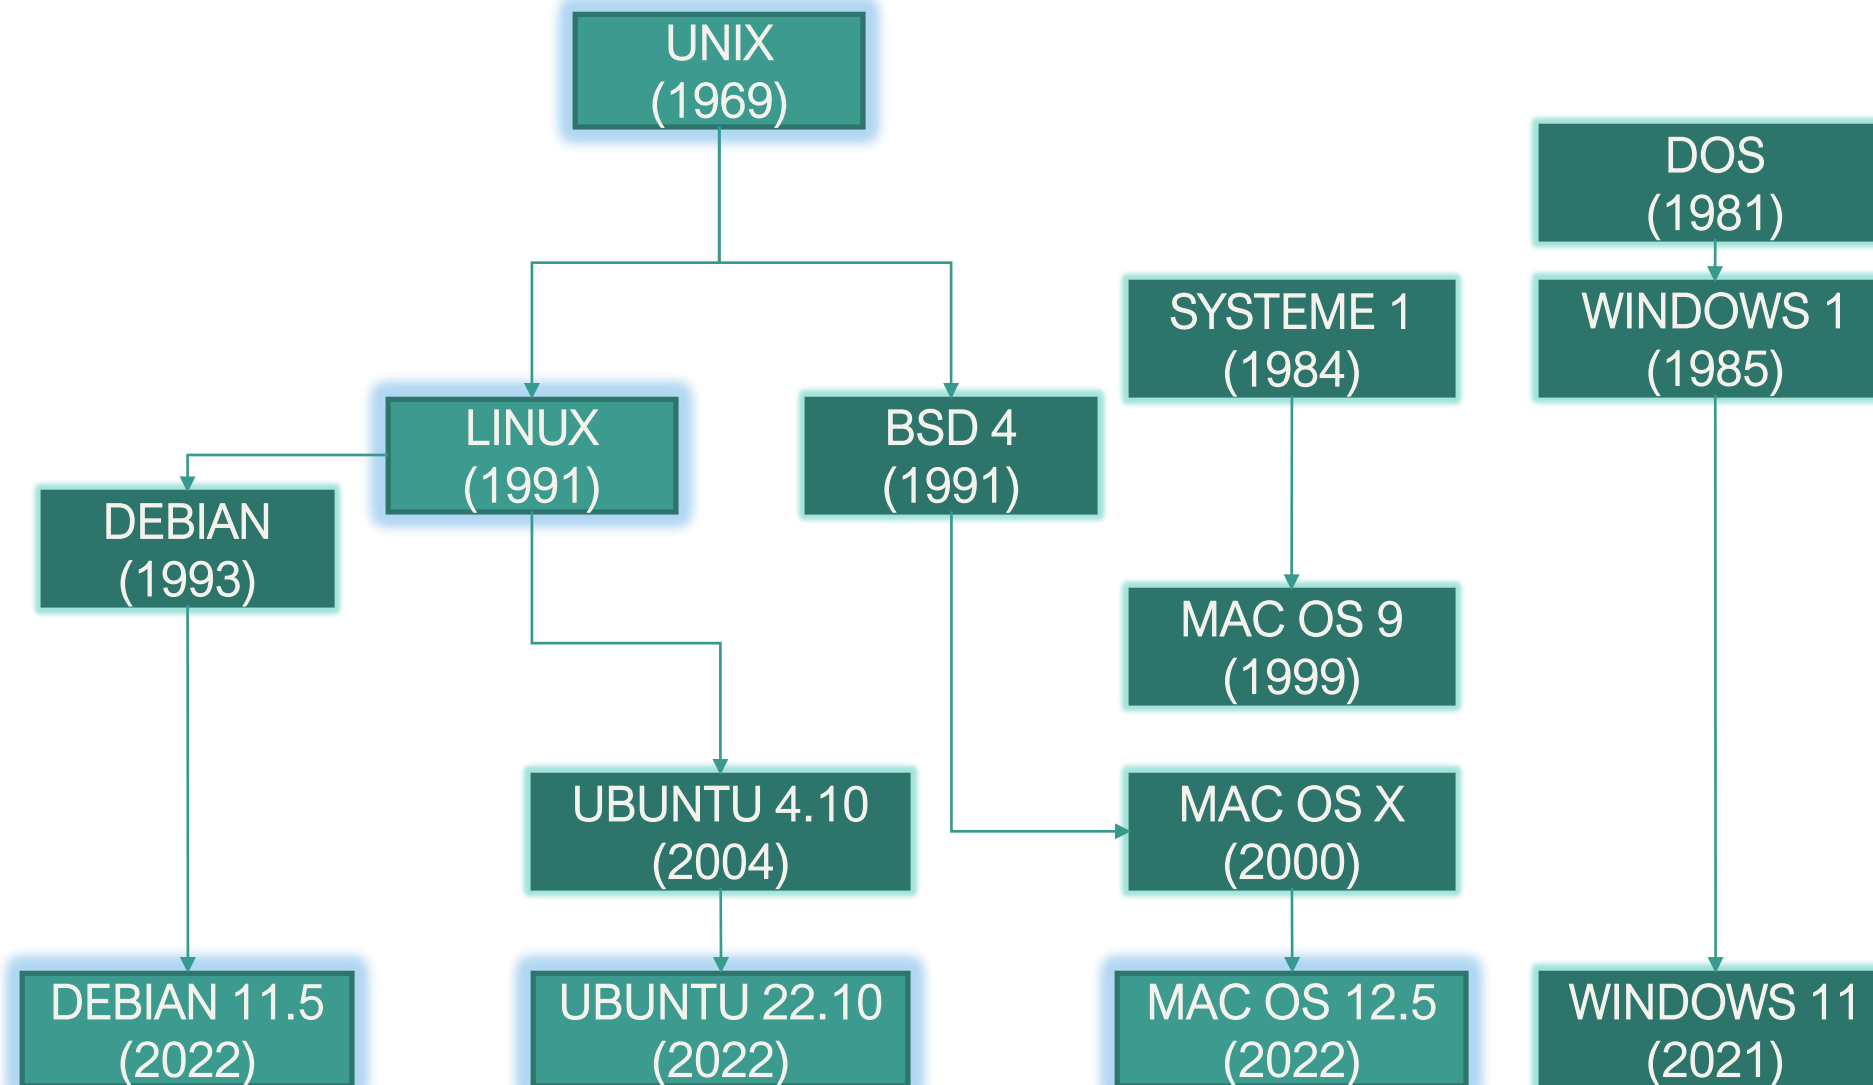 UNIX
(1969)
DOS
(1981)
SYSTEME 1
(1984)
WINDOWS 1
(1985)
LINUX
(1991)
BSD 4
(1991)
DEBIAN
(1993)
MAC OS 9
(1999)
UBUNTU 4.10
(2004)
MAC OS X
(2000)
DEBIAN 11.5
(2022)
UBUNTU 22.10
(2022)
MAC OS 12.5
(2022)
WINDOWS 11
(2021)